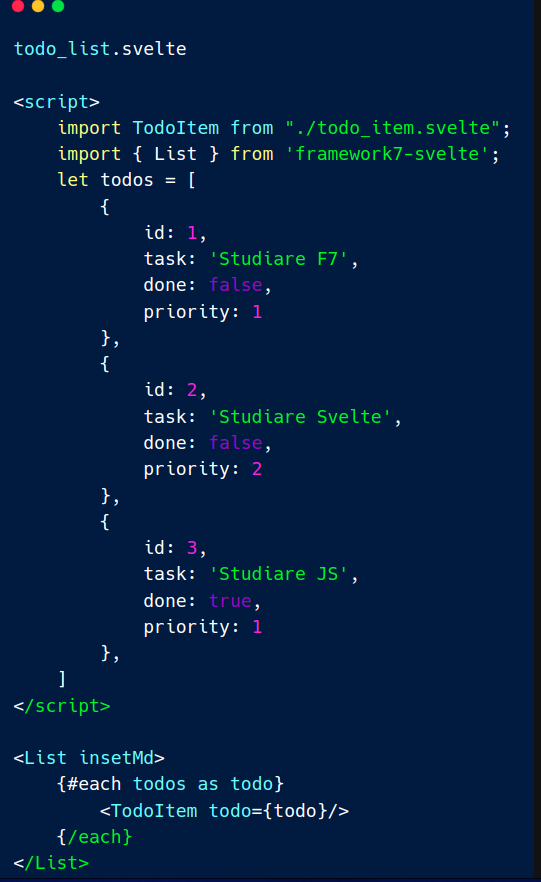 todo_list.svelte
<script>
    import TodoItem from "./todo_item.svelte";
    import { List } from 'framework7-svelte';
    let todos = [
        {
            id: 1,
            task: 'Studiare F7',
            done: false,
            priority: 1
        },
        {
            id: 2,
            task: 'Studiare Svelte',
            done: false,
            priority: 2
        },
        {
            id: 3,
            task: 'Studiare JS',
            done: true,
            priority: 1
        },
    ]
</script>
<List insetMd>
    {#each todos as todo}
        <TodoItem todo={todo}/>
    {/each}
</List>